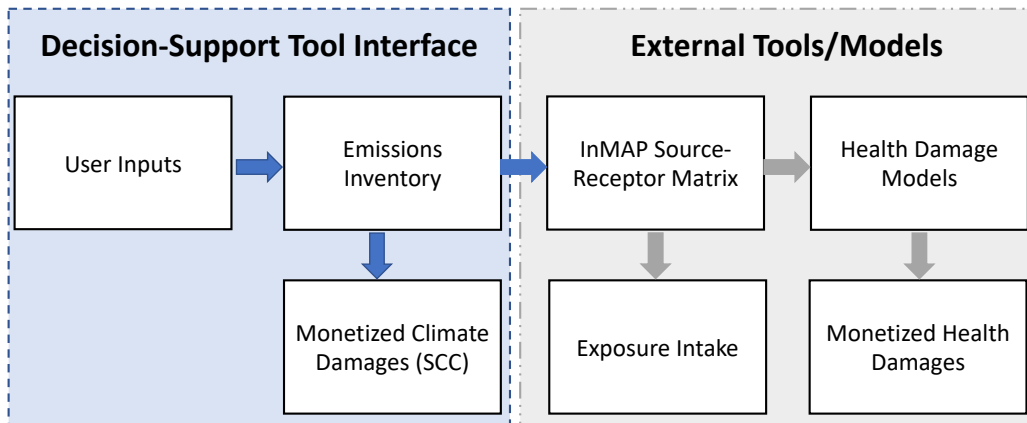 Decision-Support Tool Interface
External Tools/Models
User Inputs
Emissions
Inventory
InMAP Source-
Receptor Matrix
Health Damage
Models
Monetized Climate
Damages (SCC)
Exposure Intake
Monetized Health
Damages